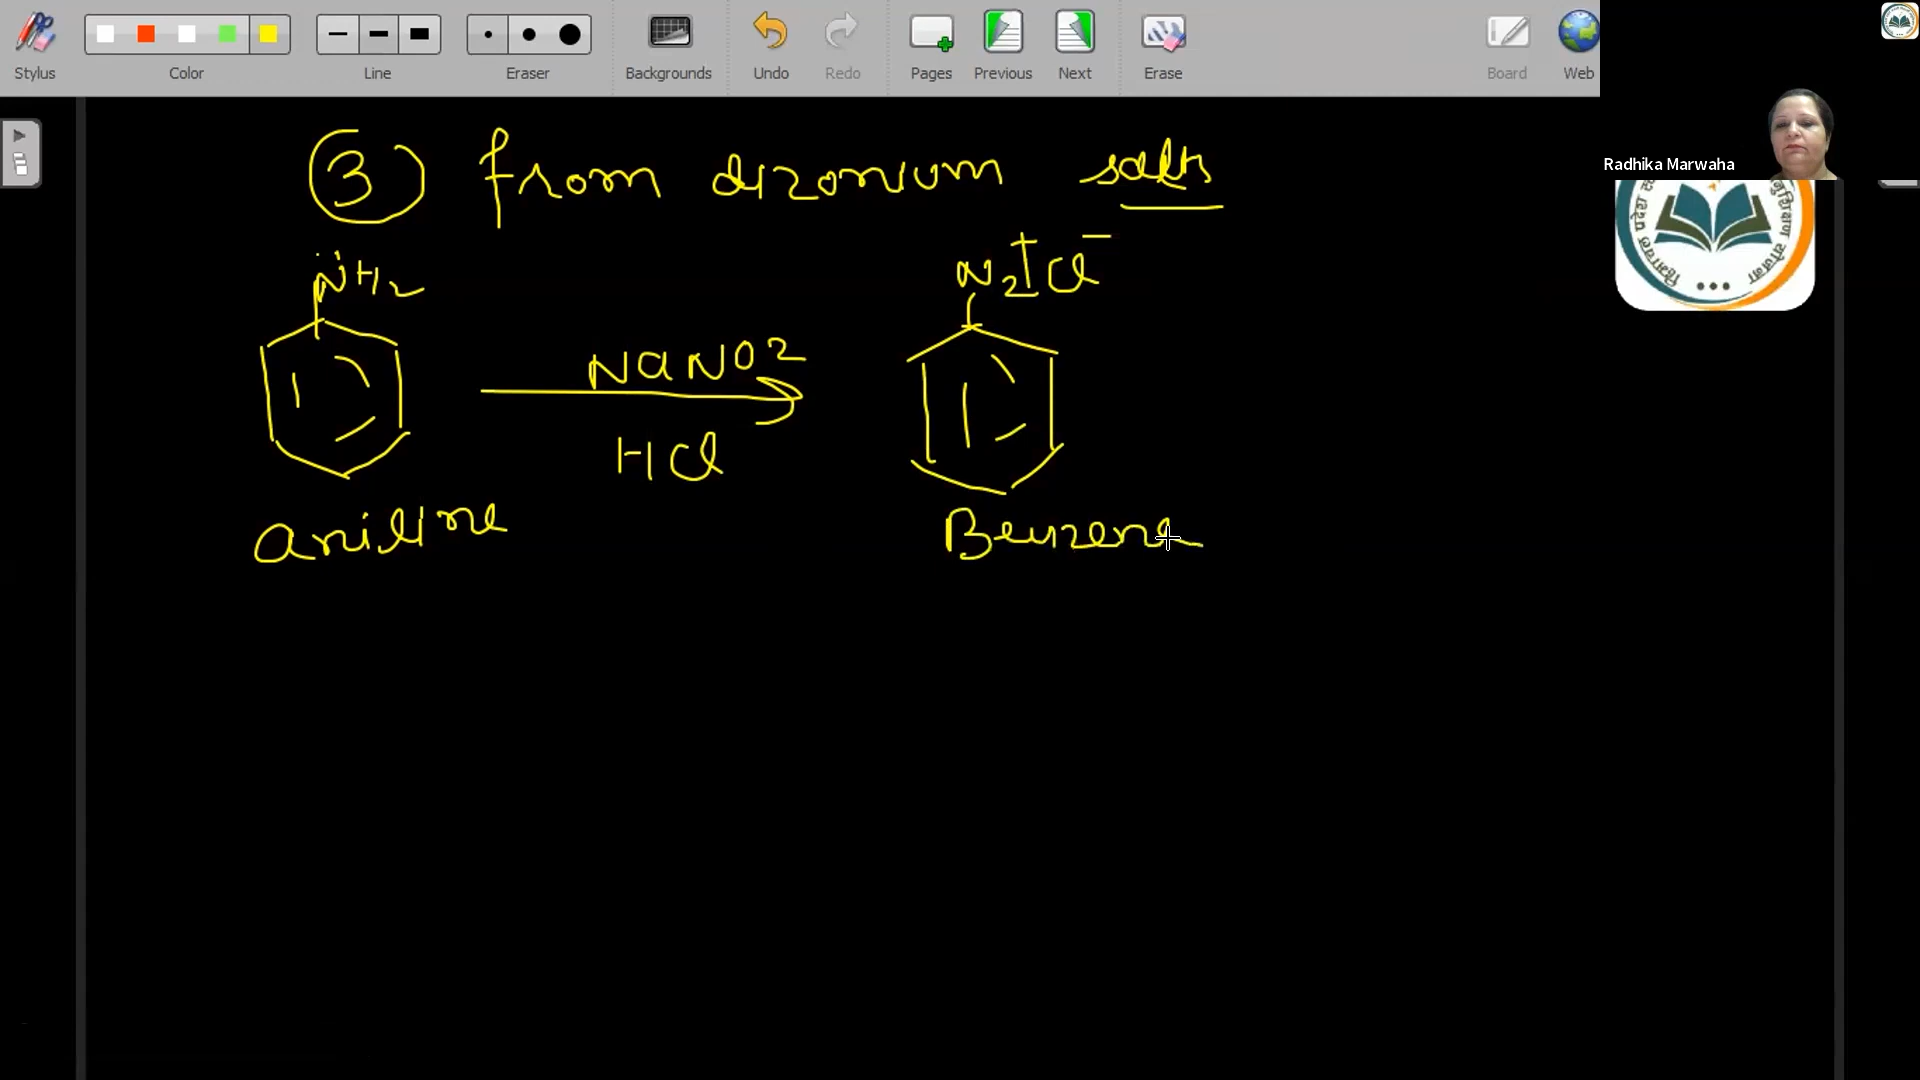 Stylus Color Line Eraser Backgrounds Undo Redo Pages Previous Next Erase Board Web
Radhika Marwaha
③ from dizonium salts
NH2
N2+Cl-
NaNO2
HCl
aniline
Benzene